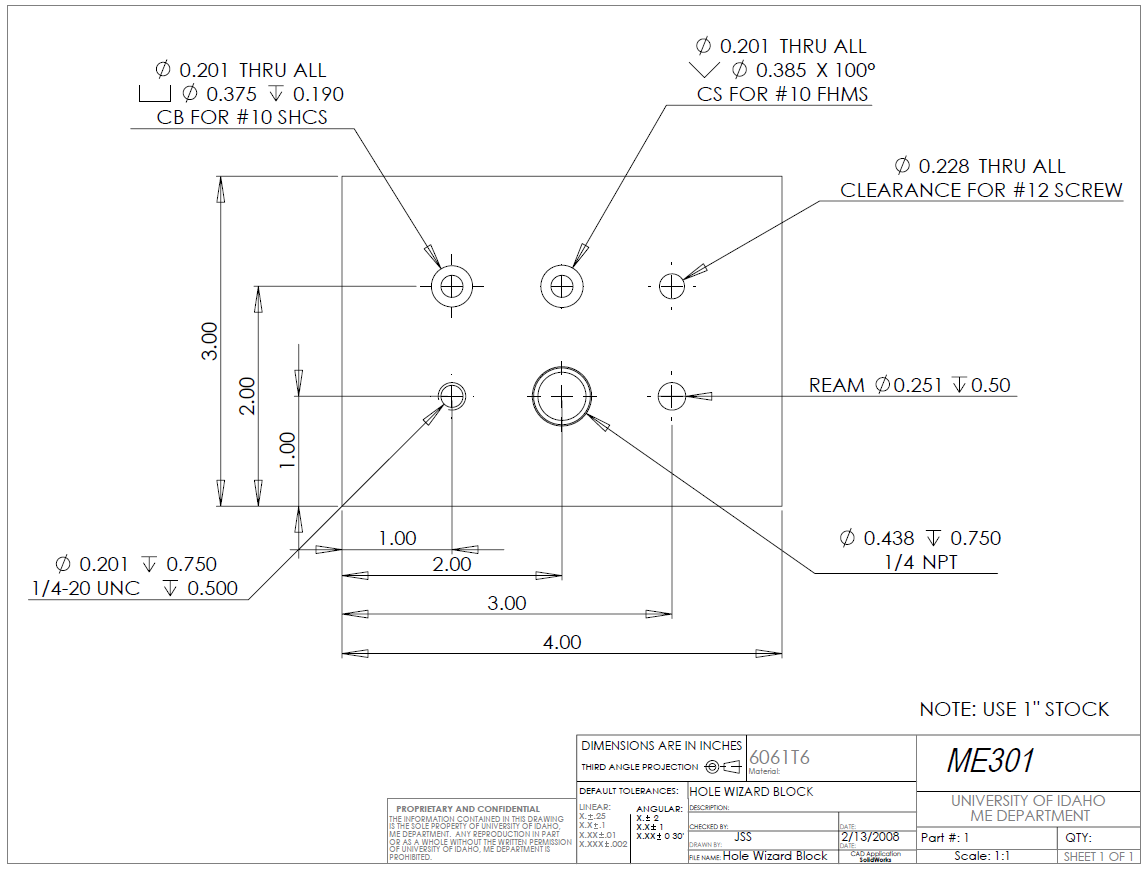 ⌀ 0.201 THRU ALL
⌴ ⌀ 0.375 ↧ 0.190
CB FOR #10 SHCS
⌀ 0.201 THRU ALL
⌵ ⌀ 0.385 X 100°
CS FOR #10 FHMS
⌀ 0.228 THRU ALL
CLEARANCE FOR #12 SCREW
3.00
2.00
1.00
REAM ⌀0.251 ↧0.50
⌀ 0.201 ↧ 0.750
1/4-20 UNC ↧ 0.500
⌀ 0.438 ↧ 0.750
1/4 NPT
1.00
2.00
3.00
4.00
NOTE: USE 1" STOCK
DIMENSIONS ARE IN INCHES
THIRD ANGLE PROJECTION
6061T6
Material:
ME301
DEFAULT TOLERANCES:
LINEAR:
X.±.25
X.X±.1
X.XX±.01
X.XXX±.002
ANGULAR:
X.± 2
X.X± 1
X.XX± 0 30'
HOLE WIZARD BLOCK
DESCRIPTION:
CHECKED BY:
DATE:
JSS
2/13/2008
DRAWN BY:
DATE:
FILE NAME: Hole Wizard Block
CAD Application
SolidWorks
UNIVERSITY OF IDAHO
ME DEPARTMENT
Part #: 1
QTY:
Scale: 1:1
SHEET 1 OF 1
PROPRIETARY AND CONFIDENTIAL
THE INFORMATION CONTAINED IN THIS DRAWING
IS THE SOLE PROPERTY OF UNIVERSITY OF IDAHO,
ME DEPARTMENT. ANY REPRODUCTION IN PART
OR AS A WHOLE WITHOUT THE WRITTEN PERMISSION
OF UNIVERSITY OF IDAHO, ME DEPARTMENT IS
PROHIBITED.